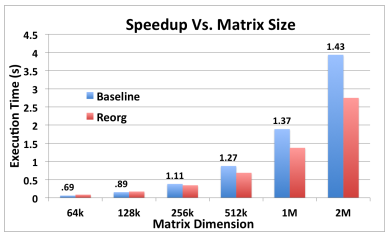 Speedup Vs. Matrix Size
Execution Time (s)
4.5
4
3.5
3
2.5
2
1.5
1
0.5
0
Baseline
Reorg
.69
.89
1.11
1.27
1.37
1.43
64k 128k 256k 512k 1M 2M
Matrix Dimension